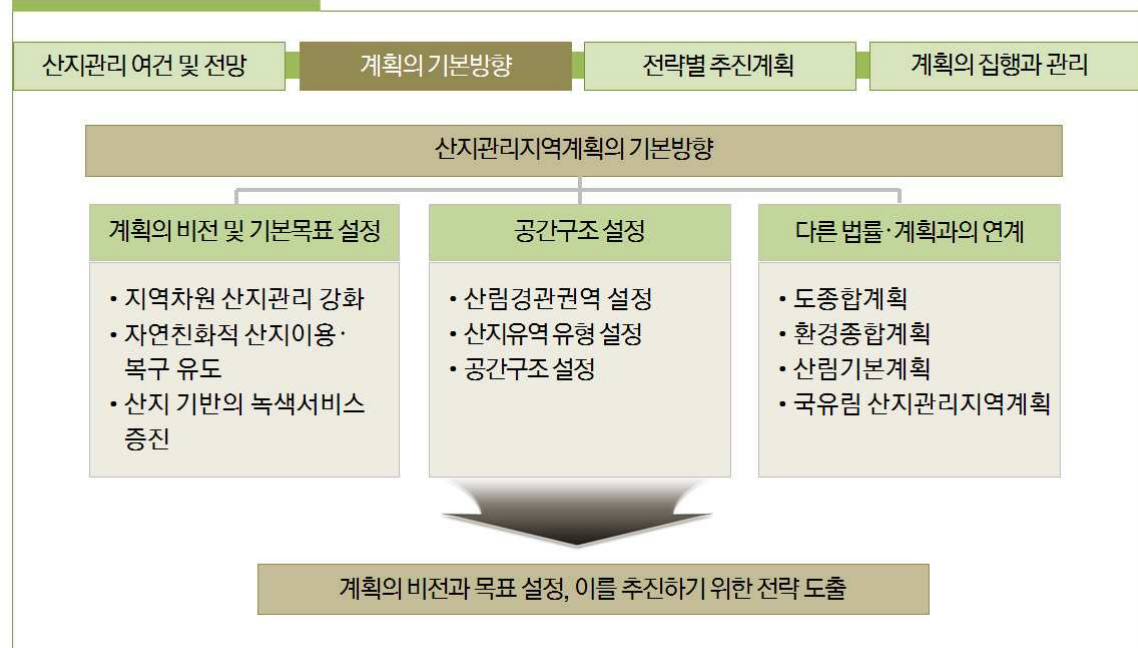 산지관리 여건 및 전망
계획의 기본방향
전략별 추진계획
계획의 집행과 관리
산지관리지역계획의 기본방향
계획의 비전 및 기본목표 설정
• 지역차원 산지관리 강화
• 자연친화적 산지이용·
복구 유도
• 산지 기반의 녹색서비스
증진
공간구조 설정
• 산림경관권역 설정
• 산지유역 유형 설정
• 공간구조 설정
다른 법률·계획과의 연계
• 도종합계획
• 환경종합계획
• 산림기본계획
• 국유림 산지관리지역계획
계획의 비전과 목표 설정, 이를 추진하기 위한 전략 도출